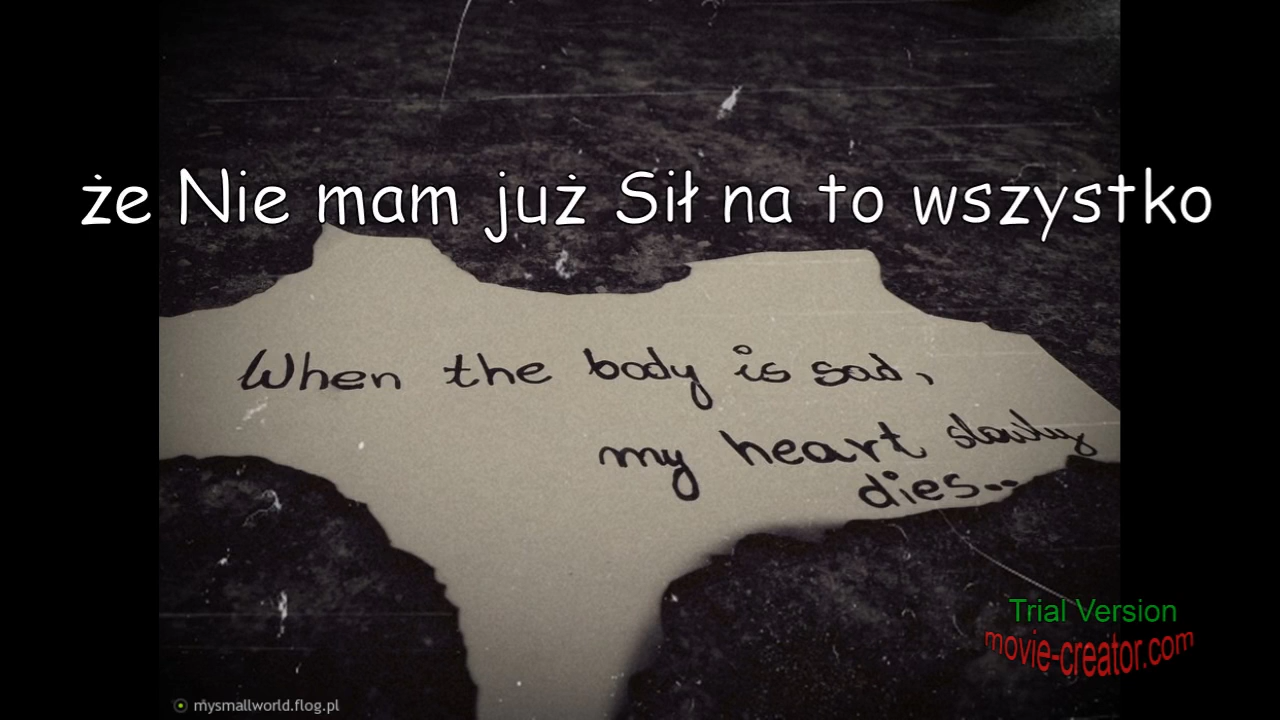 że Nie mam już Sił na to wszystko
When the body is sad,
my heart slowly
dies..
Trial Version
movie-creator.com
mysmallworld.flog.pl